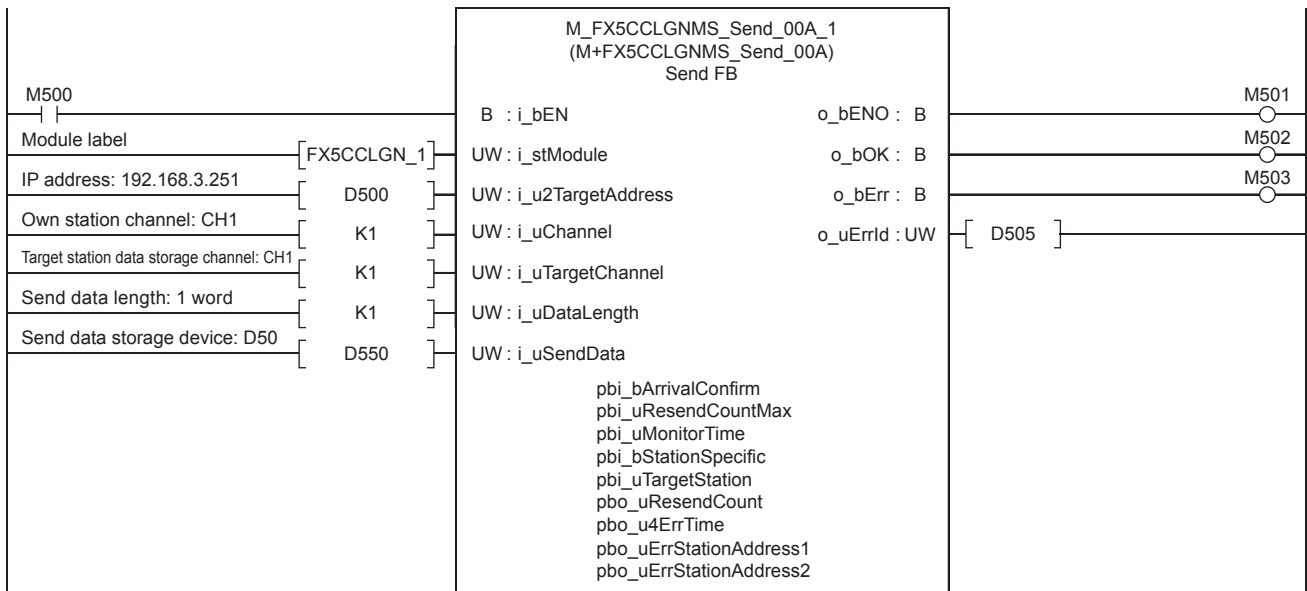 M_FX5CCLGNMS_Send_00A_1
(M+FX5CCLGNMS_Send_00A)
Send FB
M500
B : i_bEN
o_bENO : B
M501
Module label
FX5CCLGN_1
UW : i_stModule
o_bOK : B
M502
IP address: 192.168.3.251
D500
UW : i_u2TargetAddress
o_bErr : B
M503
Own station channel: CH1
K1
UW : i_uChannel
o_uErrId : UW
D505
Target station data storage channel: CH1
K1
UW : i_uTargetChannel
Send data length: 1 word
K1
UW : i_uDataLength
Send data storage device: D50
D550
UW : i_uSendData
pbi_bArrivalConfirm
pbi_uResendCountMax
pbi_uMonitorTime
pbi_bStationSpecific
pbi_uTargetStation
pbo_uResendCount
pbo_u4ErrTime
pbo_uErrStationAddress1
pbo_uErrStationAddress2